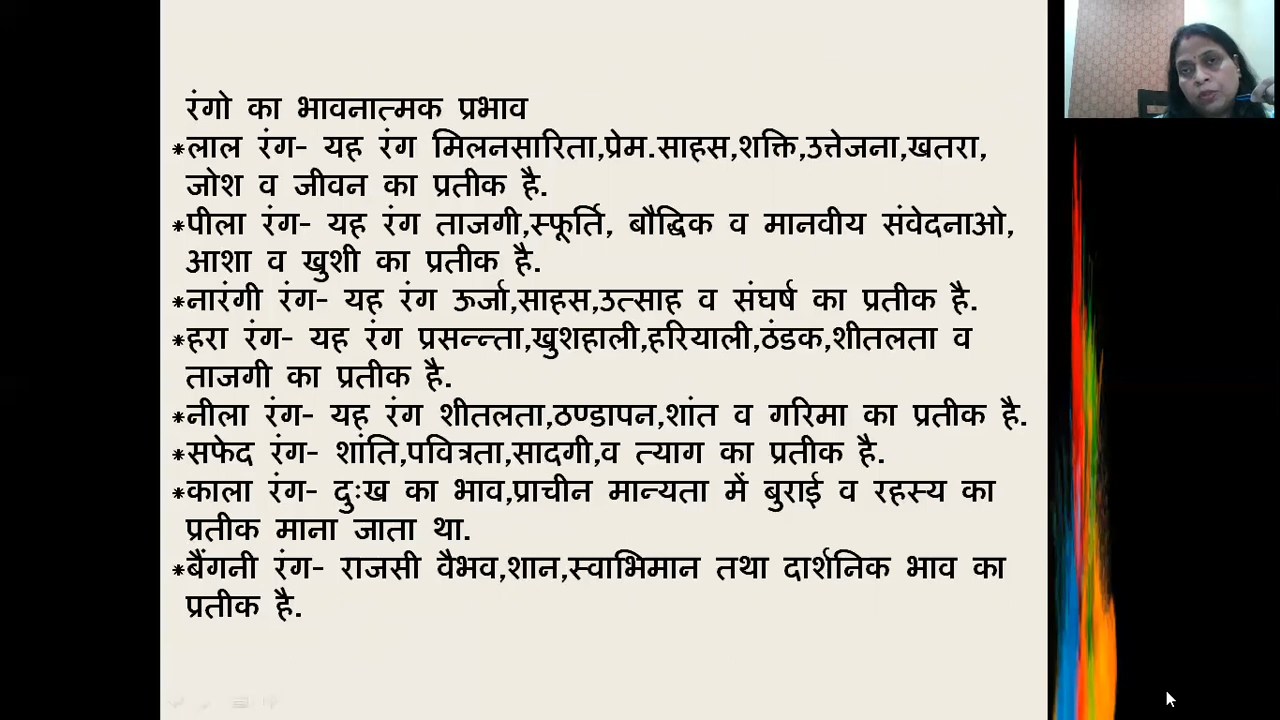 रंगो का भावनात्मक प्रभाव
*लाल रंग- यह रंग मिलनसारिता,प्रेम.साहस,शक्ति,उत्तेजना,खतरा,
जोश व जीवन का प्रतीक है.
*पीला रंग- यह रंग ताजगी,स्फूर्ति, बौद्धिक व मानवीय संवेदनाओ,
आशा व खुशी का प्रतीक है.
*नारंगी रंग- यह रंग ऊर्जा,साहस,उत्साह व संघर्ष का प्रतीक है.
*हरा रंग- यह रंग प्रसन्न्ता,खुशहाली,हरियाली,ठंडक,शीतलता व
ताजगी का प्रतीक है.
*नीला रंग- यह रंग शीतलता,ठण्डापन,शांत व गरिमा का प्रतीक है.
*सफेद रंग- शांति,पवित्रता,सादगी,व त्याग का प्रतीक है.
*काला रंग- दुःख का भाव,प्राचीन मान्यता में बुराई व रहस्य का
प्रतीक माना जाता था.
*बैंगनी रंग- राजसी वैभव,शान,स्वाभिमान तथा दार्शनिक भाव का
प्रतीक है.